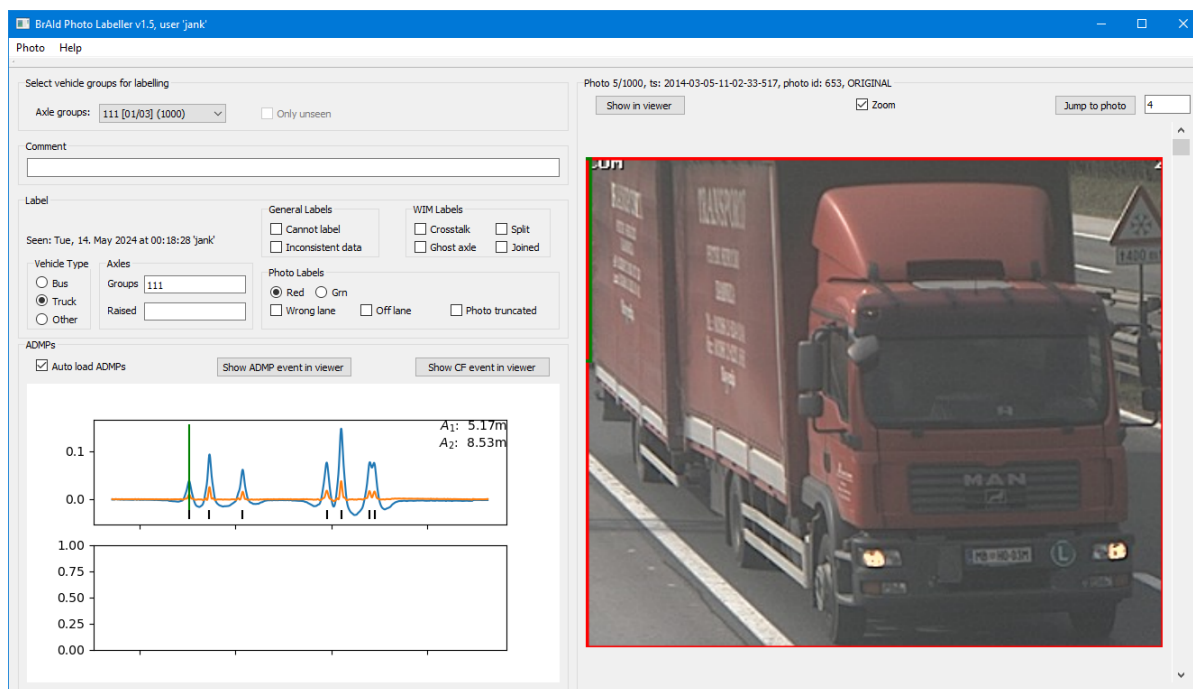 BrAId Photo Labeller v1.5, user 'jank'
Photo Help
Select vehicle groups for labelling
Axle groups: 111 [01/03] (1000) Only unseen
Comment
Label
Seen: Tue, 14. May 2024 at 00:18:28 'jank'
General Labels
Cannot label
Inconsistent data
WIM Labels
Crosstalk Split
Ghost axle Joined
Vehicle Type
Bus
Truck
Other
Axles
Groups 111
Raised
Photo Labels
Red Grn
Wrong lane Off lane Photo truncated
ADMPs
Auto load ADMPs Show ADMP event in viewer Show CF event in viewer
A₁: 5.17m
A₂: 8.53m
0.1
0.0
1.00
0.75
0.50
0.25
0.00
Photo 5/1000, ts: 2014-03-05-11-02-33-517, photo id: 653, ORIGINAL
Show in viewer Zoom Jump to photo 4
TRANSPORT
TRANSPORT
400 m
MAN
L